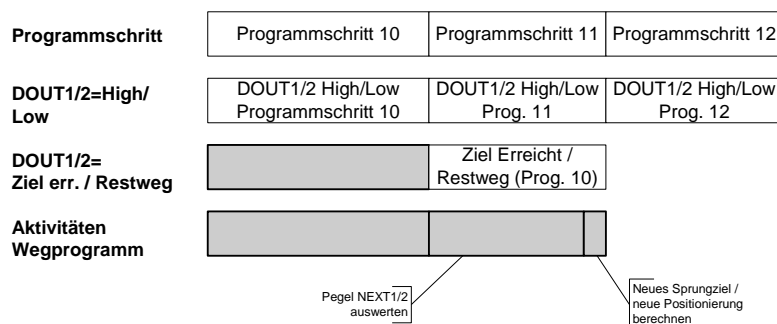 Programmschritt
Programmschritt 10
Programmschritt 11
Programmschritt 12
DOUT1/2=High/
Low
DOUT1/2 High/Low
Programmschritt 10
DOUT1/2 High/Low
Prog. 11
DOUT1/2 High/Low
Prog. 12
DOUT1/2=
Ziel err. / Restweg
Ziel Erreicht /
Restweg (Prog. 10)
Aktivitäten
Wegprogramm
Pegel NEXT1/2
auswerten
Neues Sprungziel /
neue Positionierung
berechnen